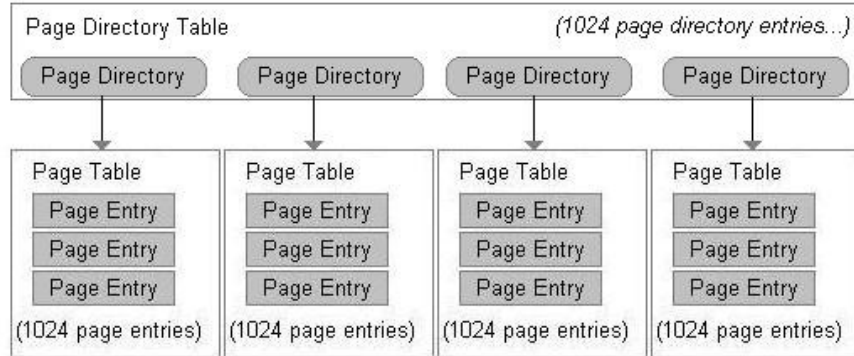 Page Directory Table (1024 page directory entries...)
Page Directory Page Directory Page Directory Page Directory
Page Table Page Table Page Table Page Table
Page Entry Page Entry Page Entry Page Entry
Page Entry Page Entry Page Entry Page Entry
Page Entry Page Entry Page Entry Page Entry
(1024 page entries) (1024 page entries) (1024 page entries) (1024 page entries)